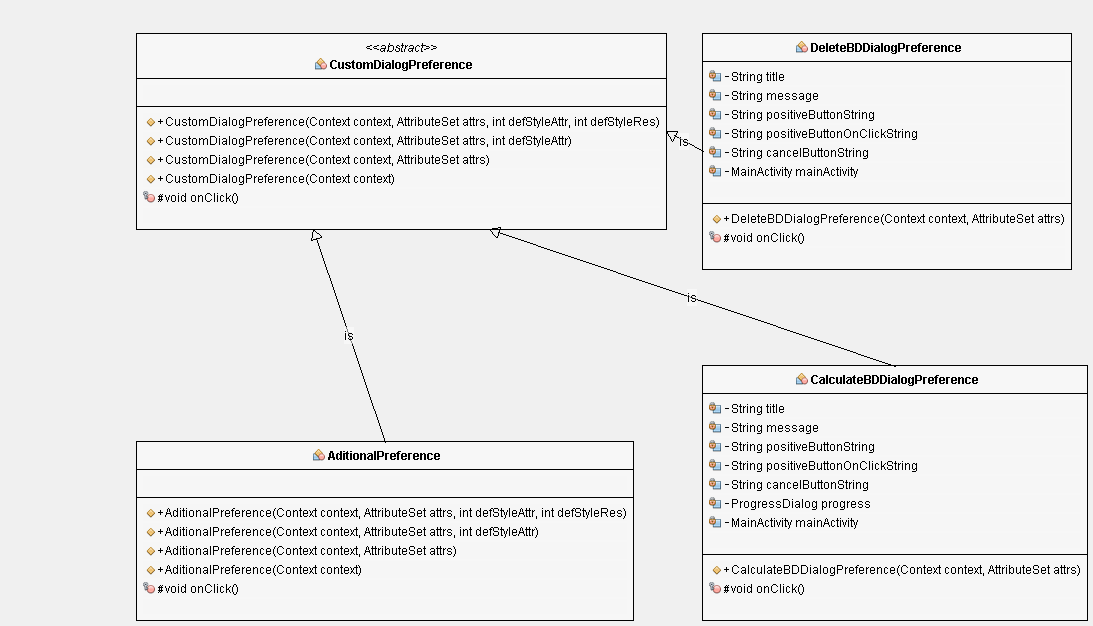 <<abstract>>
CustomDialogPreference
+CustomDialogPreference(Context context, AttributeSet attrs, int defStyleAttr, int defStyleRes)
+CustomDialogPreference(Context context, AttributeSet attrs, int defStyleAttr)
+CustomDialogPreference(Context context, AttributeSet attrs)
+CustomDialogPreference(Context context)
#void onClick()
is
DeleteBDDialogPreference
-String title
-String message
-String positiveButtonString
-String positiveButtonOnClickString
-String cancelButtonString
-MainActivity mainActivity
+DeleteBDDialogPreference(Context context, AttributeSet attrs)
#void onClick()
is
is
AditionalPreference
+AditionalPreference(Context context, AttributeSet attrs, int defStyleAttr, int defStyleRes)
+AditionalPreference(Context context, AttributeSet attrs, int defStyleAttr)
+AditionalPreference(Context context, AttributeSet attrs)
+AditionalPreference(Context context)
#void onClick()
CalculateBDDialogPreference
-String title
-String message
-String positiveButtonString
-String positiveButtonOnClickString
-String cancelButtonString
-ProgressDialog progress
-MainActivity mainActivity
+CalculateBDDialogPreference(Context context, AttributeSet attrs)
#void onClick()